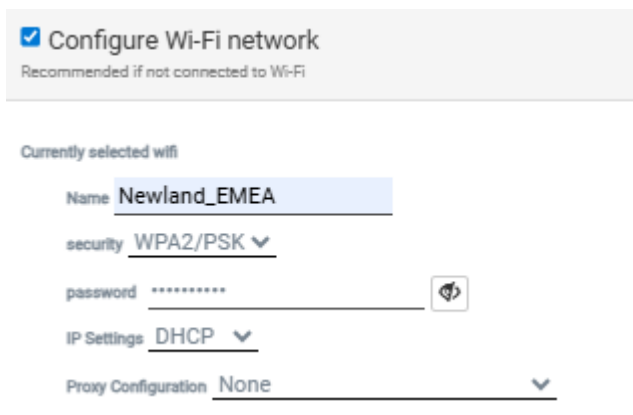 Configure Wi-Fi network
Recommended if not connected to Wi-Fi
Currently selected wifi
Name Newland_EMEA
security WPA2/PSK
password ••••••••••
IP Settings DHCP
Proxy Configuration None